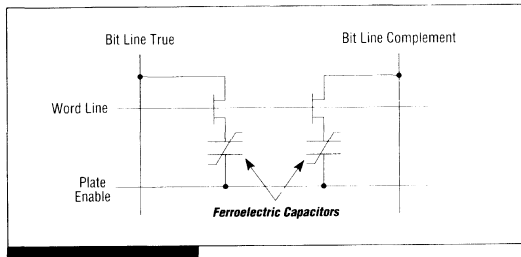 Bit Line True
Bit Line Complement
Word Line
Plate
Enable
Ferroelectric Capacitors